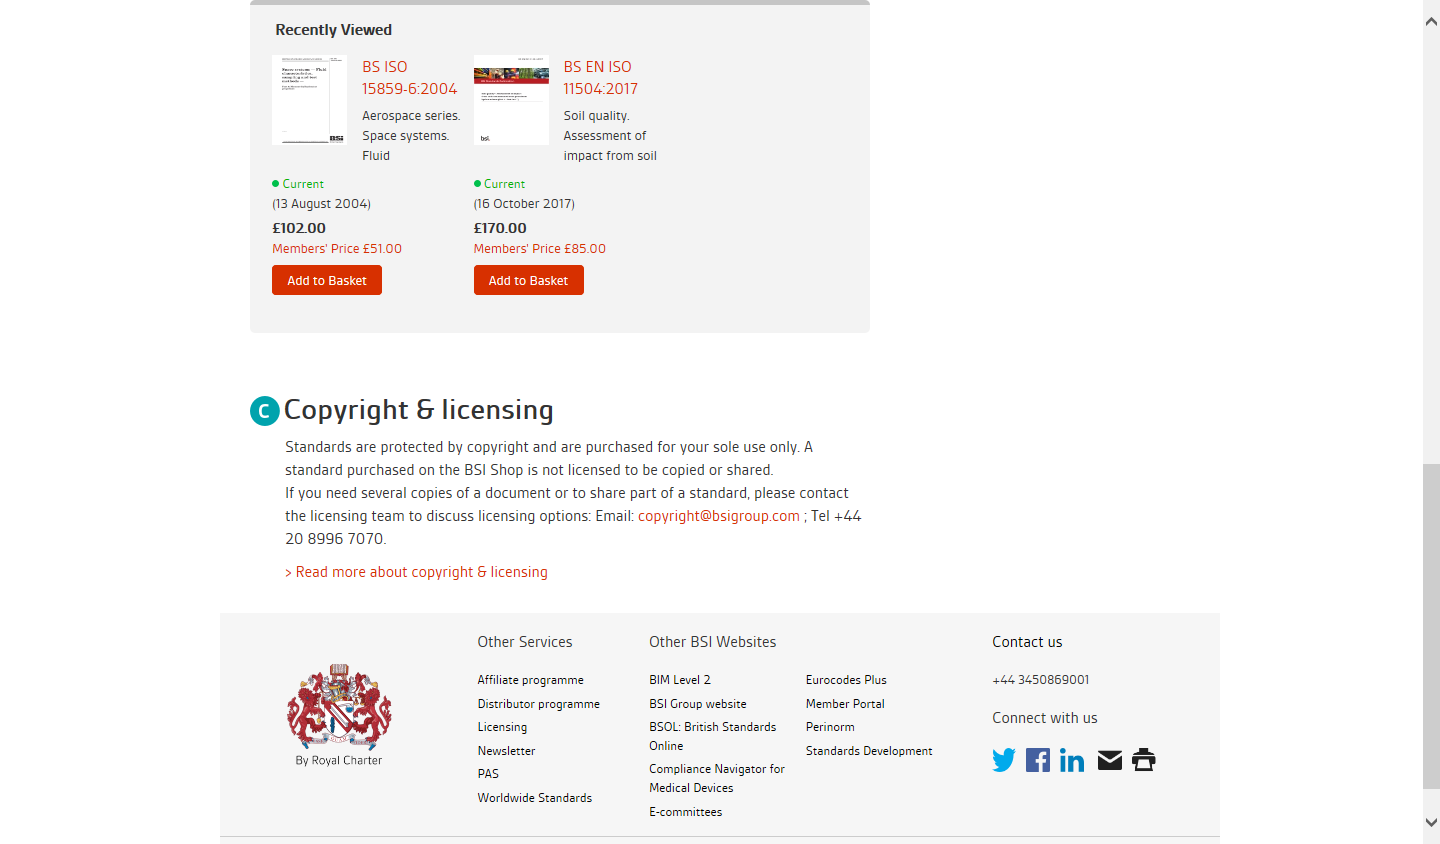 Recently Viewed
BS ISO
15859-6:2004
Aerospace series.
Space systems.
Fluid
Current
(13 August 2004)
£102.00
Members' Price £51.00
Add to Basket
BS EN ISO
11504:2017
Soil quality.
Assessment of
impact from soil
Current
(16 October 2017)
£170.00
Members' Price £85.00
Add to Basket
C Copyright & licensing
Standards are protected by copyright and are purchased for your sole use only. A
standard purchased on the BSI Shop is not licensed to be copied or shared.
If you need several copies of a document or to share part of a standard, please contact
the licensing team to discuss licensing options: Email: copyright@bsigroup.com ; Tel +44
20 8996 7070.
> Read more about copyright & licensing
By Royal Charter
Other Services
Affiliate programme
Distributor programme
Licensing
Newsletter
PAS
Worldwide Standards
Other BSI Websites
BIM Level 2
BSI Group website
BSOL: British Standards
Online
Compliance Navigator for
Medical Devices
E-committees
Eurocodes Plus
Member Portal
Perinorm
Standards Development
Contact us
+44 3450869001
Connect with us